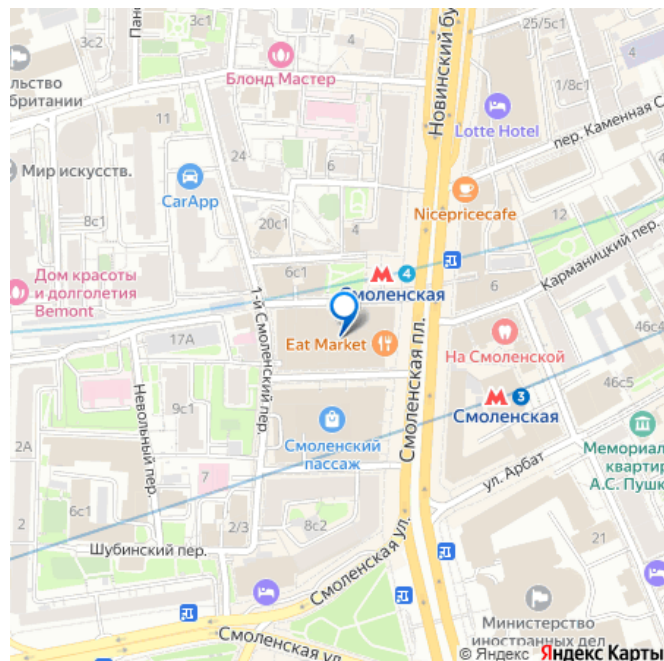 3с2
3с1
4
25/5с1
4
1/8с1
льство
британии
Блонд Мастер
Новинский бу
Lotte Hotel
пер. Каменная С
11
24
Мир искусств.
CarApp
Nicepricecafe
8с1
20с1
4
12
6с1
4
Смоленская
Карманицкий пер.
6
Дом красоты
и долголетия
Bemont
1-й Смоленский пер.
17А
Eat Market
Смоленская пл.
На Смоленской
46с4
46с5
Невольный пер.
9с1
3
Смоленская
Смоленский
пассаж
2А
7
ул. Арбат
Мемориал
кварти
А.С. Пушк
6с1
2
2/3
8с2
Шубинский пер.
Смоленская ул.
21
Министерство
иностранных дел
Смоленская ул.
© Яндекс Яндекс Карты